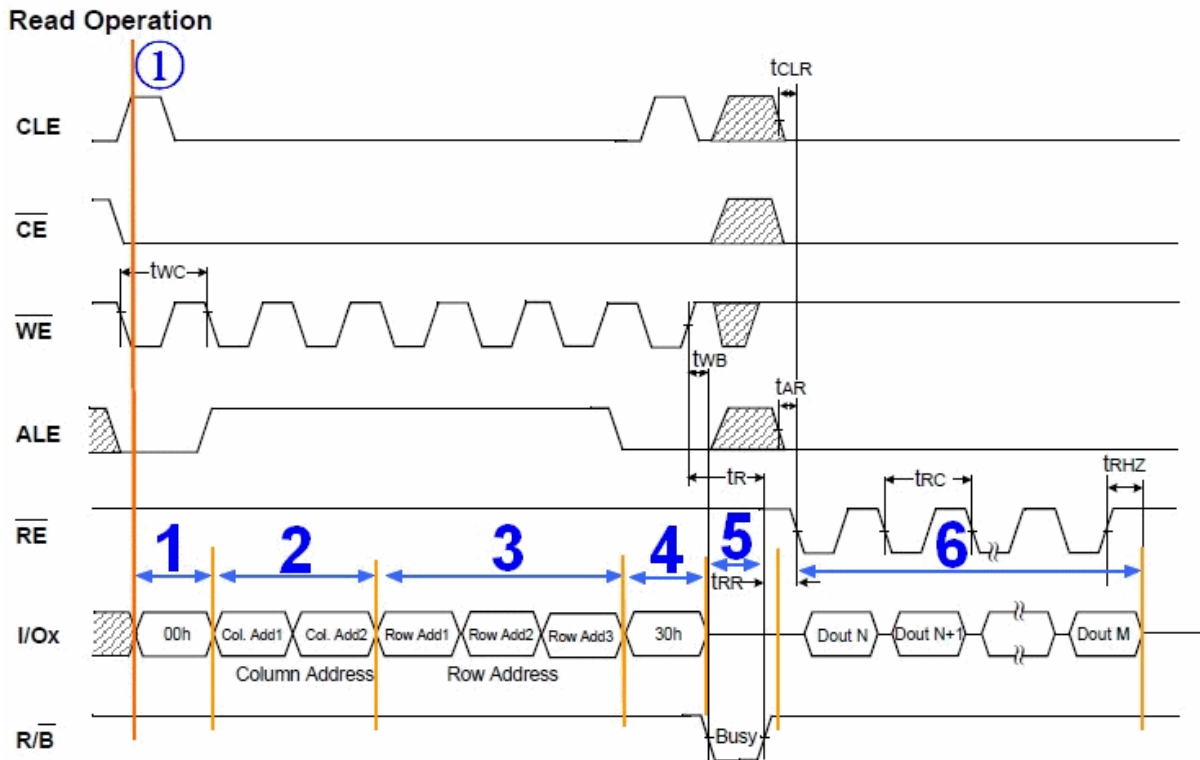 Read Operation
①
tCLR
CLE
CE
tWC
WE
tWB
tAR
ALE
tR
tRC
tRHZ
RE
1 2 3 4 5 6
tRR
I/Ox
00h Col. Add1 Col. Add2 Row Add1 Row Add2 Row Add3 30h Dout N Dout N+1 Dout M
Column Address Row Address
R/B
Busy